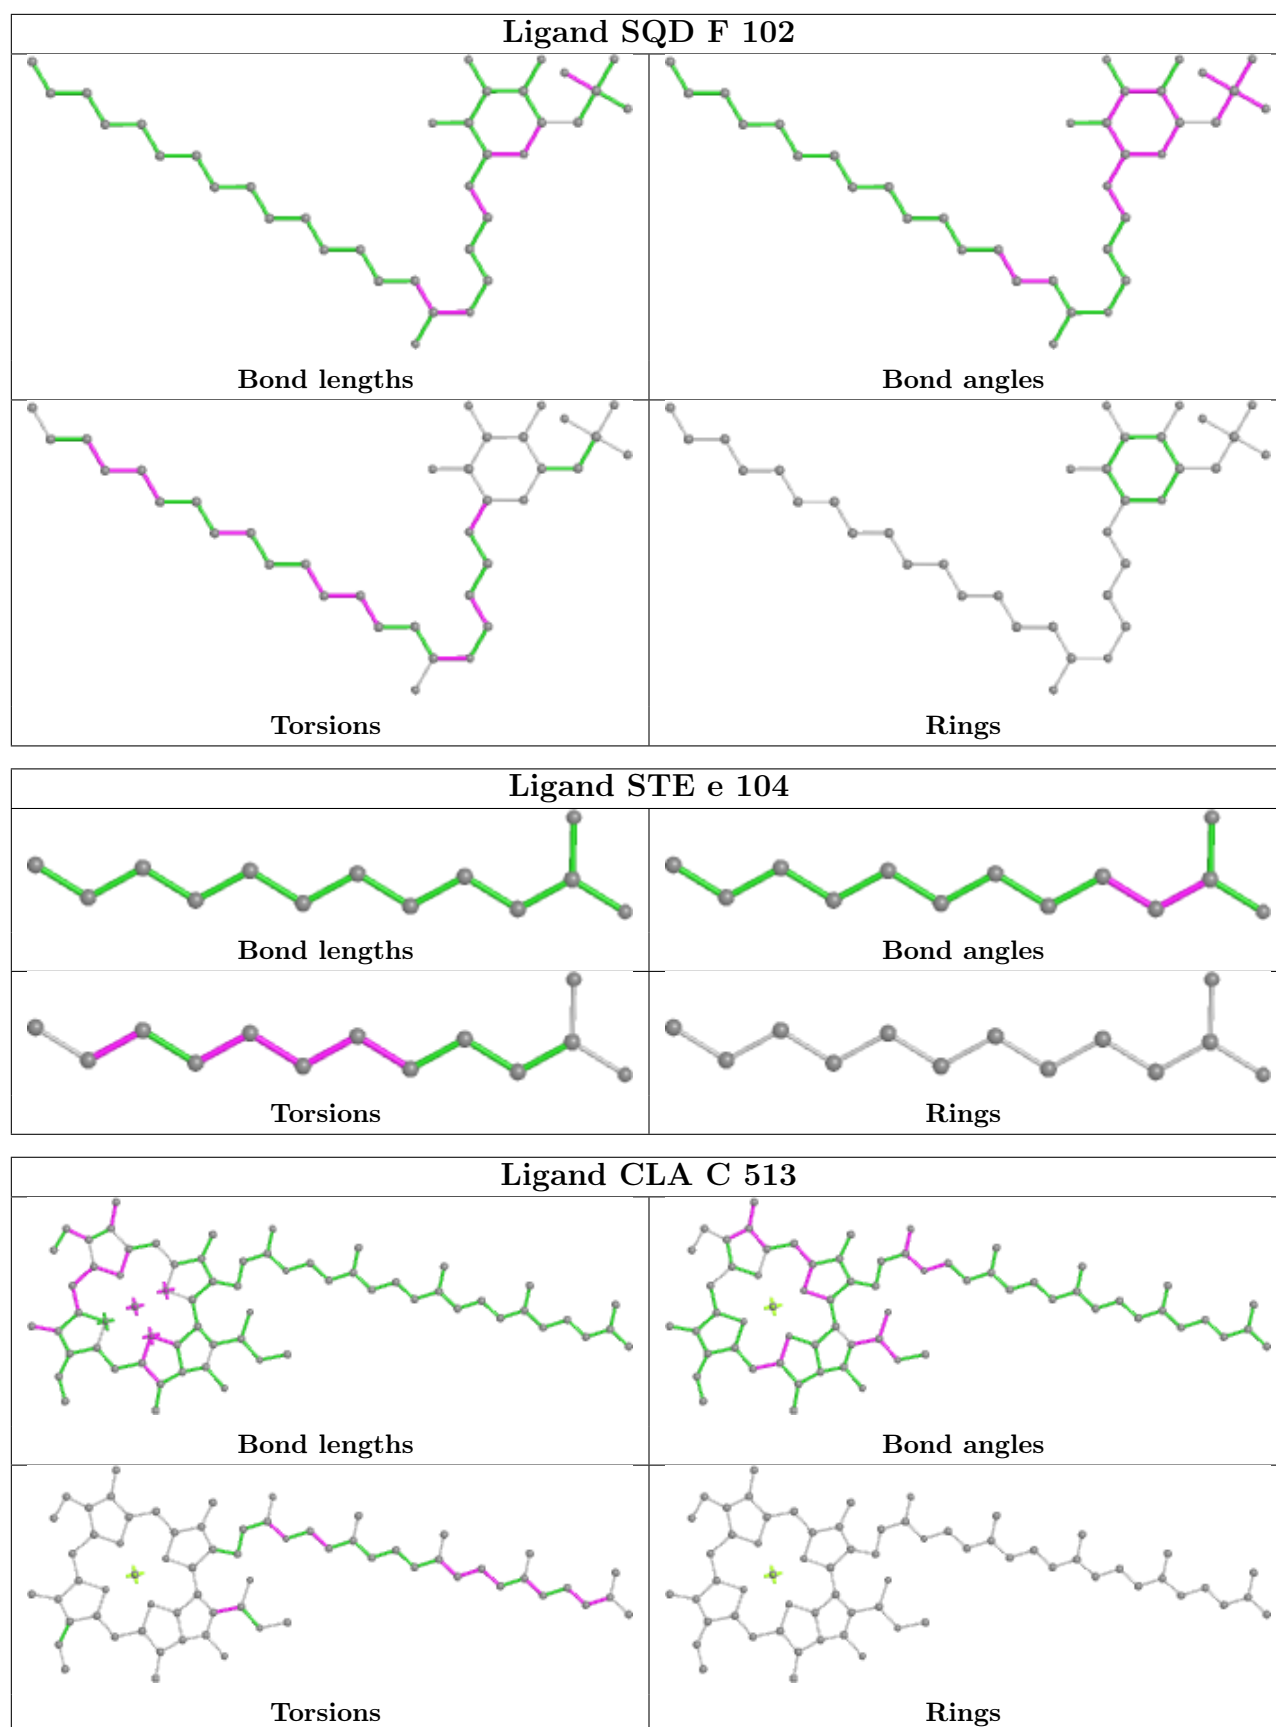 Ligand SQD F 102
Bond lengths
Bond angles
Torsions
Rings
Ligand STE e 104
Bond lengths
Bond angles
Torsions
Rings
Ligand CLA C 513
Bond lengths
Bond angles
Torsions
Rings